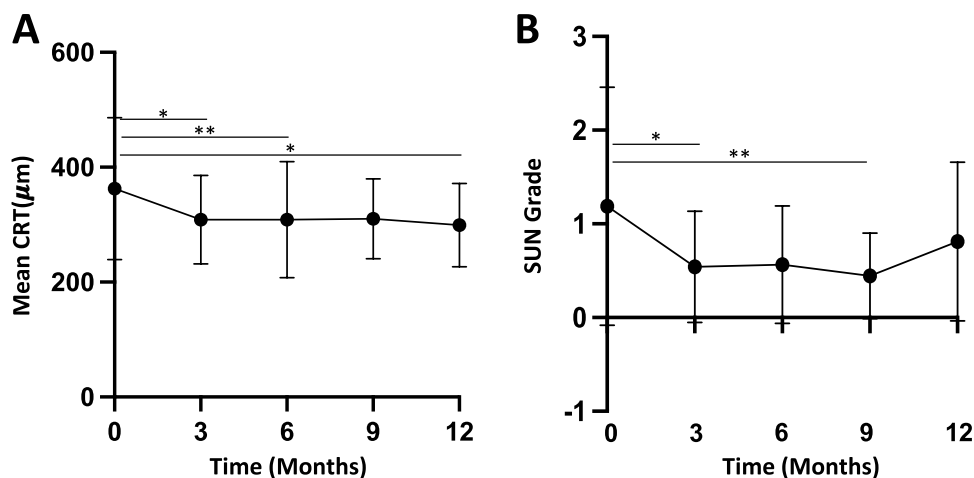 A
600
400
200
0
Mean CRT(μm)
*
**
*
0 3 6 9 12
Time (Months)
B
3
2
1
0
-1
SUN Grade
*
**
0 3 6 9 12
Time (Months)